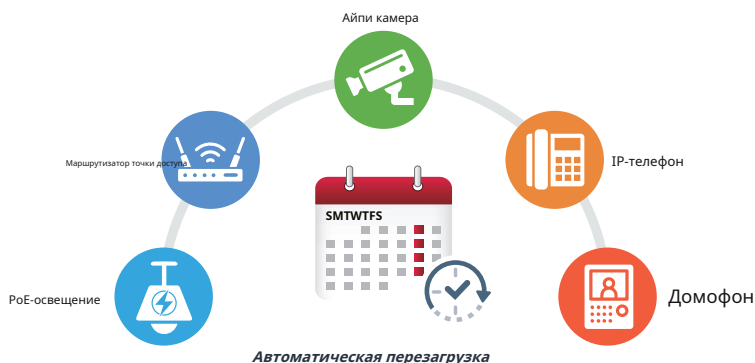 Айпи камера
Маршрутизатор точки доступа
IP-телефон
SMTWTFS
PoE-освещение
Домофон
Автоматическая перезагрузка